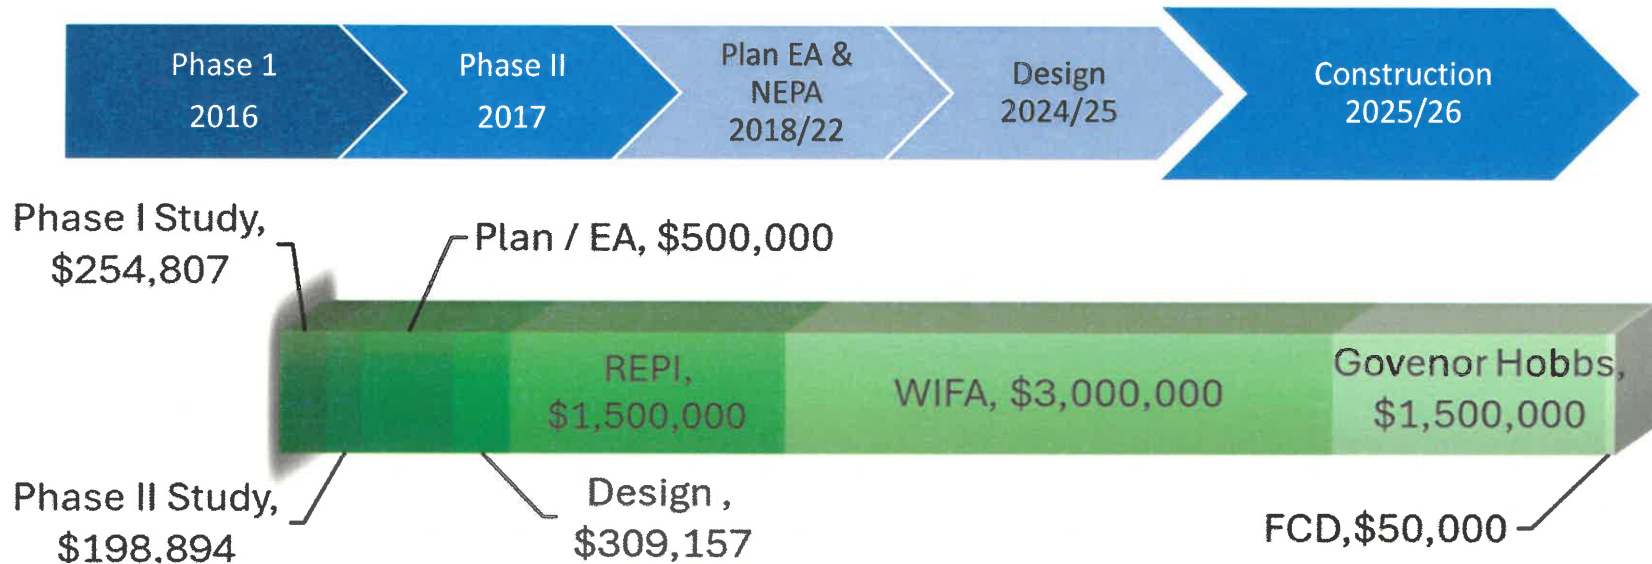 Phase 1
2016
Phase II
2017
Plan EA &
NEPA
2018/22
Design
2024/25
Construction
2025/26
Phase I Study,
$254,807
Plan / EA, $500,000
REPI,
$1,500,000
WIFA, $3,000,000
Govenor Hobbs,
$1,500,000
Phase II Study,
$198,894
Design ,
$309,157
FCD,$50,000